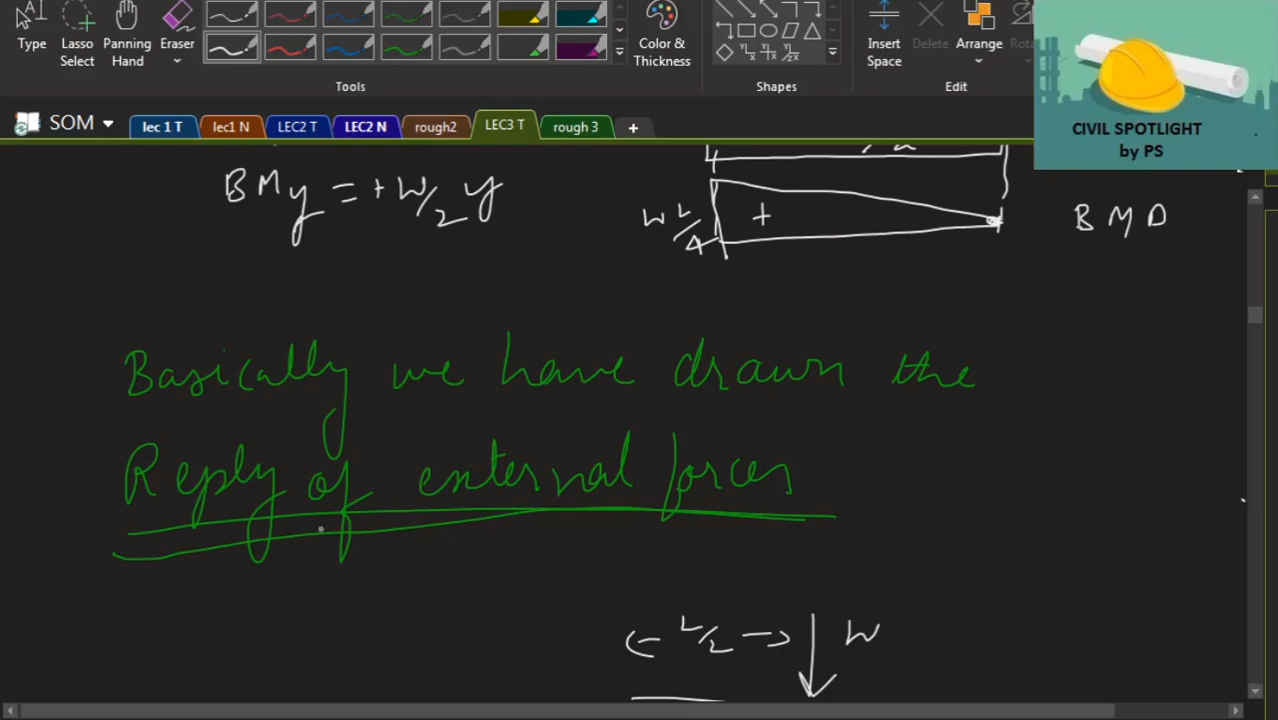 Type
Lasso Select
Panning Hand
Eraser
Color & Thickness
Insert Space
Delete
Arrange
Tools
Shapes
Edit
CIVIL SPOTLIGHT
by PS
SOM
lec 1 T
lec1 N
LEC2 T
LEC2 N
rough2
LEC3 T
rough 3
BMy = + W/2 y
WL/4
+
BMD
Basically we have drawn the
Reply of external forces
L/2
W